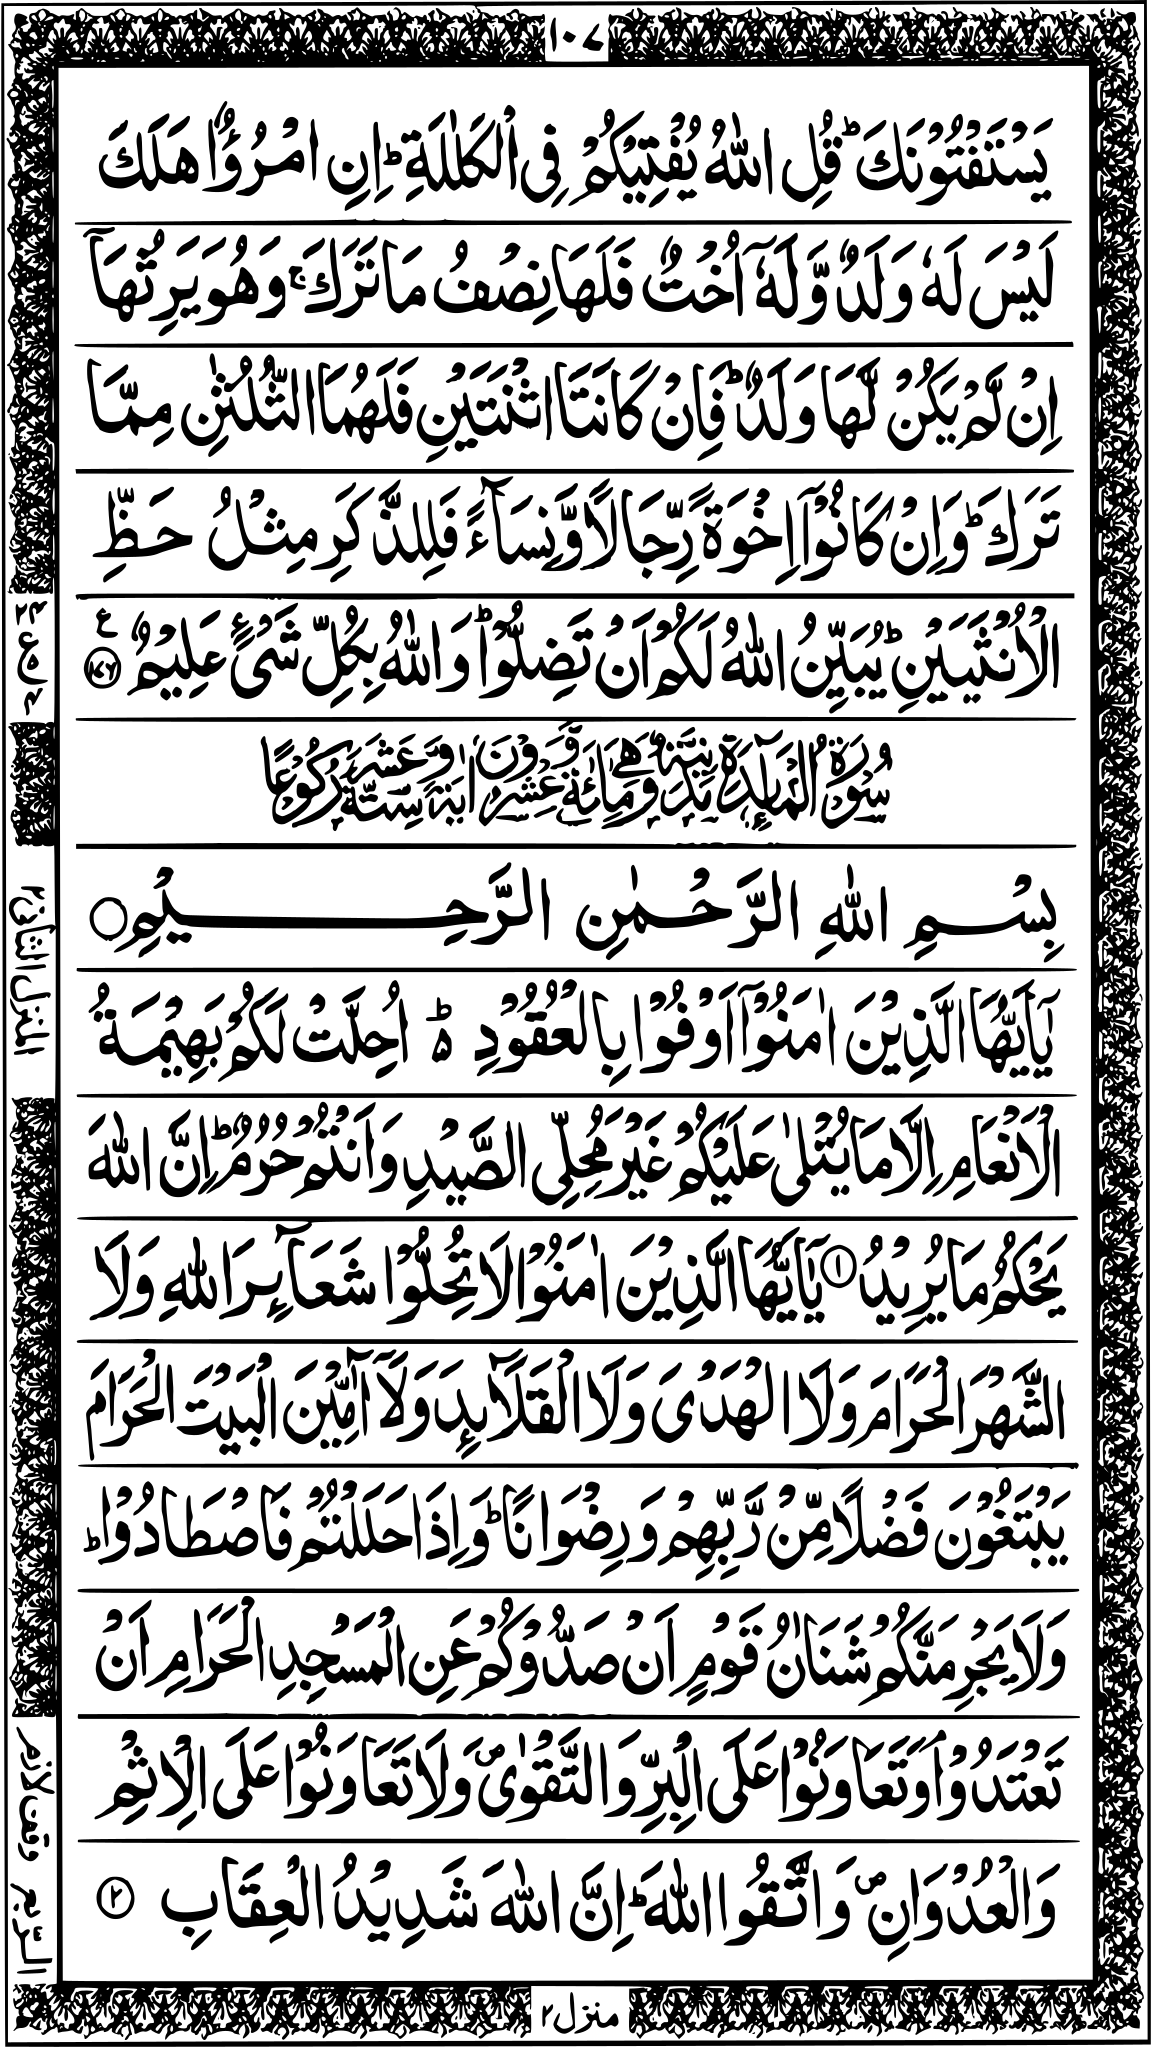 ١٠٧
يَسْتَفْتُوْنَكَ ؕ قُلِ اللّٰهُ يُفْتِيْكُمْ فِي الْكَلٰلَةِ ؕ اِنِ امْرُؤٌا هَلَكَ
لَيْسَ لَهٗ وَلَدٌ وَّلَهٗۤ اُخْتٌ فَلَهَا نِصْفُ مَا تَرَكَ ۚ وَهُوَ يَرِثُهَاۤ
اِنْ لَّمْ يَكُنْ لَّهَا وَلَدٌ ؕ فَاِنْ كَانَتَا اثْنَتَيْنِ فَلَهُمَا الثُّلُثٰنِ مِمَّا
تَرَكَ ؕ وَاِنْ كَانُوْۤا اِخْوَةً رِّجَالًا وَّنِسَآءً فَلِلذَّكَرِ مِثْلُ حَظِّ
الْاُنْثَيَيْنِ ؕ يُبَيِّنُ اللّٰهُ لَكُمْ اَنْ تَضِلُّوْا ؕ وَاللّٰهُ بِكُلِّ شَيْءٍ عَلِيْمٌ ۧ ١٧٦
سُوْرَةُ الْمَآئِدَةِ مَدَنِيَّةٌ وَّهِيَ مِائَةٌ وَّعِشْرُوْنَ اٰيَةً وَّسِتَّةَ عَشَرَ رُكُوْعًا
بِسْمِ اللّٰهِ الرَّحْمٰنِ الرَّحِيْمِ ○
يٰۤاَيُّهَا الَّذِيْنَ اٰمَنُوْۤا اَوْفُوْا بِالْعُقُوْدِ ۬ؕ اُحِلَّتْ لَكُمْ بَهِيْمَةُ
الْاَنْعَامِ اِلَّا مَا يُتْلٰى عَلَيْكُمْ غَيْرَ مُحِلِّي الصَّيْدِ وَاَنْتُمْ حُرُمٌ ؕ اِنَّ اللّٰهَ
يَحْكُمُ مَا يُرِيْدُ ١ يٰۤاَيُّهَا الَّذِيْنَ اٰمَنُوْا لَا تُحِلُّوْا شَعَآئِرَ اللّٰهِ وَلَا
الشَّهْرَ الْحَرَامَ وَلَا الْهَدْيَ وَلَا الْقَلَآئِدَ وَلَاۤ آمِّيْنَ الْبَيْتَ الْحَرَامَ
يَبْتَغُوْنَ فَضْلًا مِّنْ رَّبِّهِمْ وَرِضْوَانًا ؕ وَاِذَا حَلَلْتُمْ فَاصْطَادُوْا ؕ
وَلَا يَجْرِمَنَّكُمْ شَنَاٰنُ قَوْمٍ اَنْ صَدُّوْكُمْ عَنِ الْمَسْجِدِ الْحَرَامِ اَنْ
تَعْتَدُوْا ۘ وَتَعَاوَنُوْا عَلَى الْبِرِّ وَالتَّقْوٰى ۪ وَلَا تَعَاوَنُوْا عَلَى الْاِثْمِ
وَالْعُدْوَانِ ۪ وَاتَّقُوا اللّٰهَ ؕ اِنَّ اللّٰهَ شَدِيْدُ الْعِقَابِ ٢
المنزل الثانی ٢
وقف لازم
الربع
منزل ٢